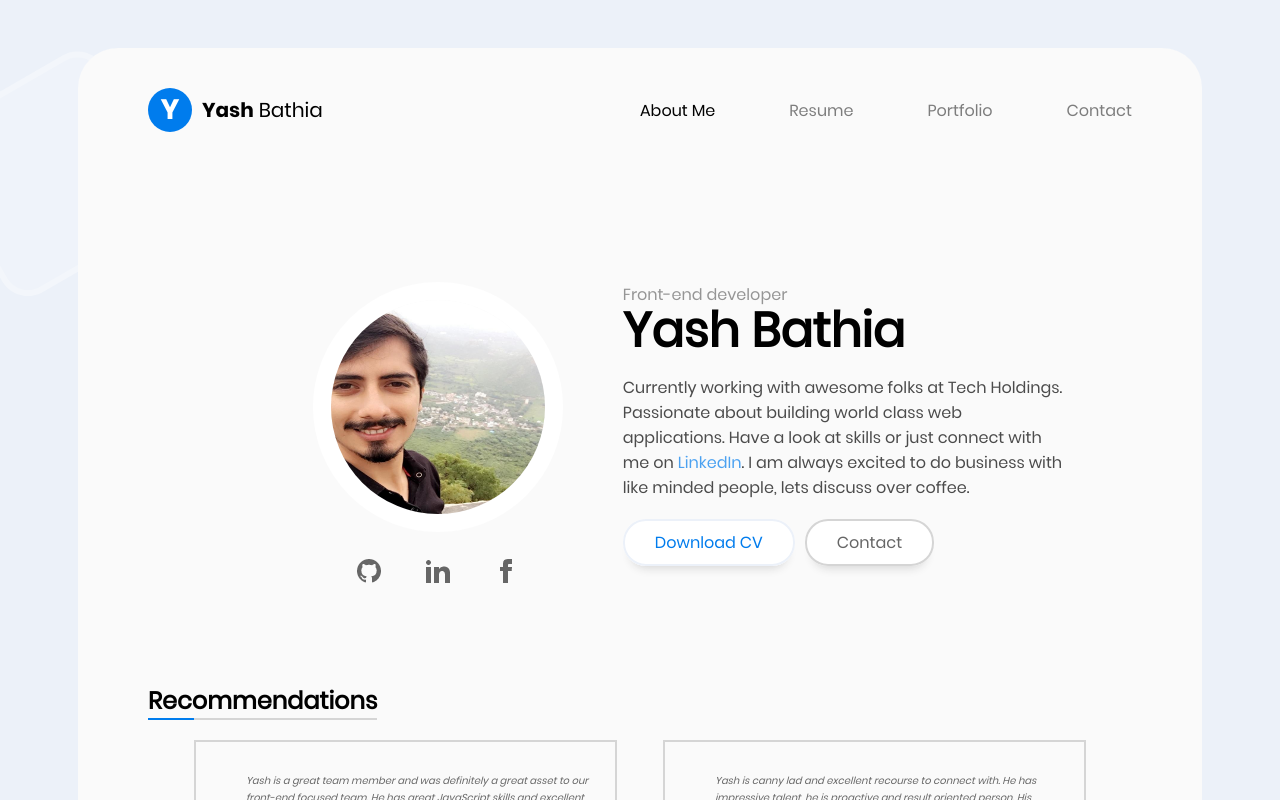 Y Yash Bathia
About Me Resume Portfolio Contact
Front-end developer
Yash Bathia
Currently working with awesome folks at Tech Holdings.
Passionate about building world class web
applications. Have a look at skills or just connect with
me on LinkedIn. I am always excited to do business with
like minded people, lets discuss over coffee.
Download CV Contact
in f
Recommendations
Yash is a great team member and was definitely a great asset to our
front-end focused team. He has great JavaScript skills and excellent
Yash is canny lad and excellent recourse to connect with. He has
impressive talent, he is proactive and result oriented person. His